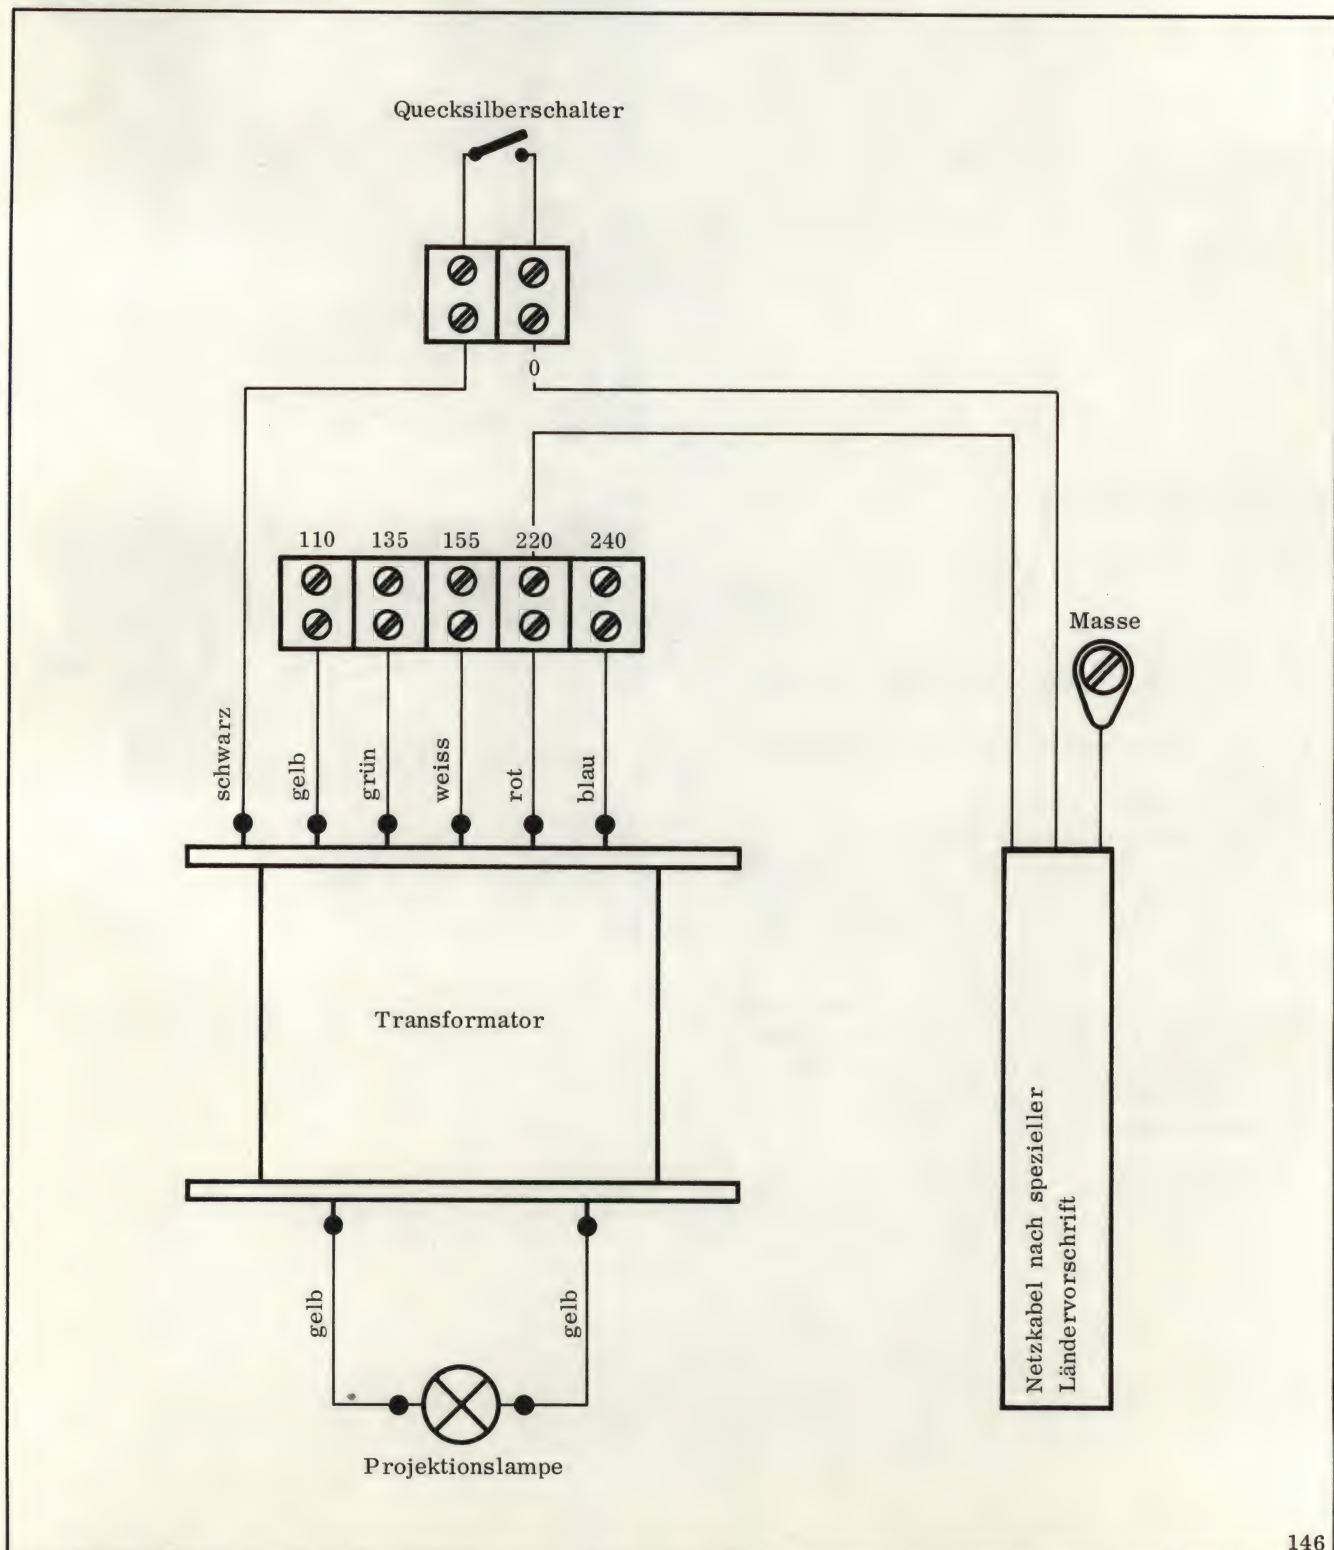 Quecksilberschalter
0
110 135 155 220 240
Masse
schwarz
gelb
grün
weiss
rot
blau
Transformator
Netzkabel nach spezieller
Ländervorschrift
gelb
gelb
Projektionslampe
146